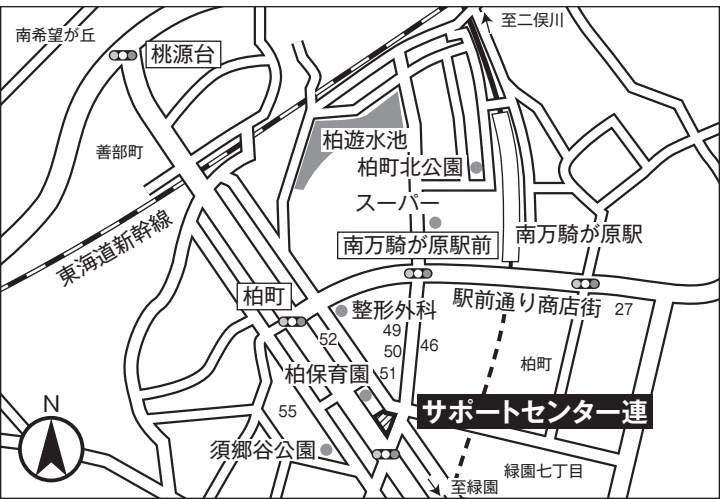 南希望が丘
桃源台
至二俣川
善部町
柏遊水池
柏町北公園
スーパー
東海道新幹線
南万騎が原駅前
南万騎が原駅
柏町
整形外科
駅前通り商店街
27
49
52
50
46
51
柏町
柏保育園
55
サポートセンター連
須郷谷公園
N
緑園七丁目
至緑園